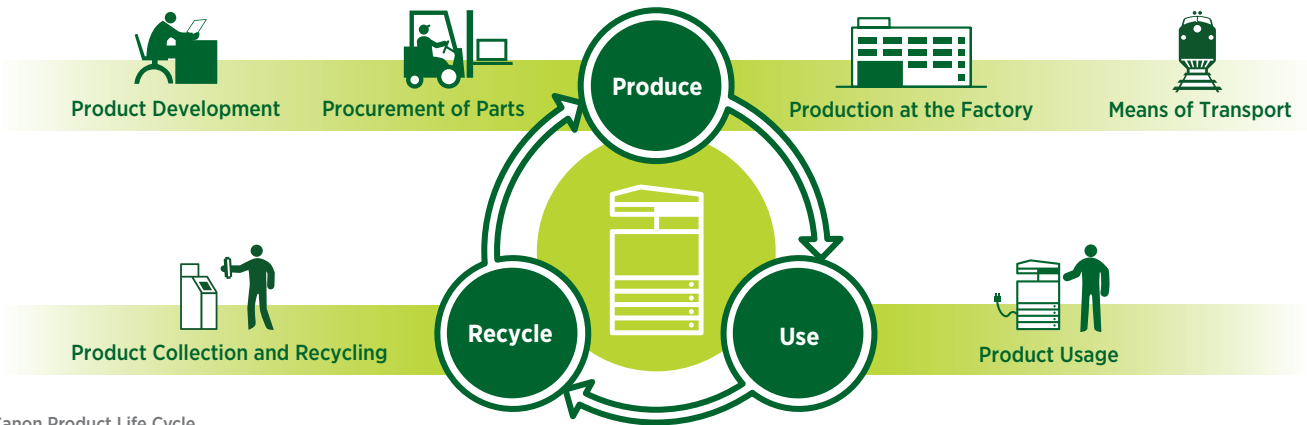 Produce
Product Development
Procurement of Parts
Production at the Factory
Means of Transport
Recycle
Use
Product Collection and Recycling
Product Usage
Product Life Cycle